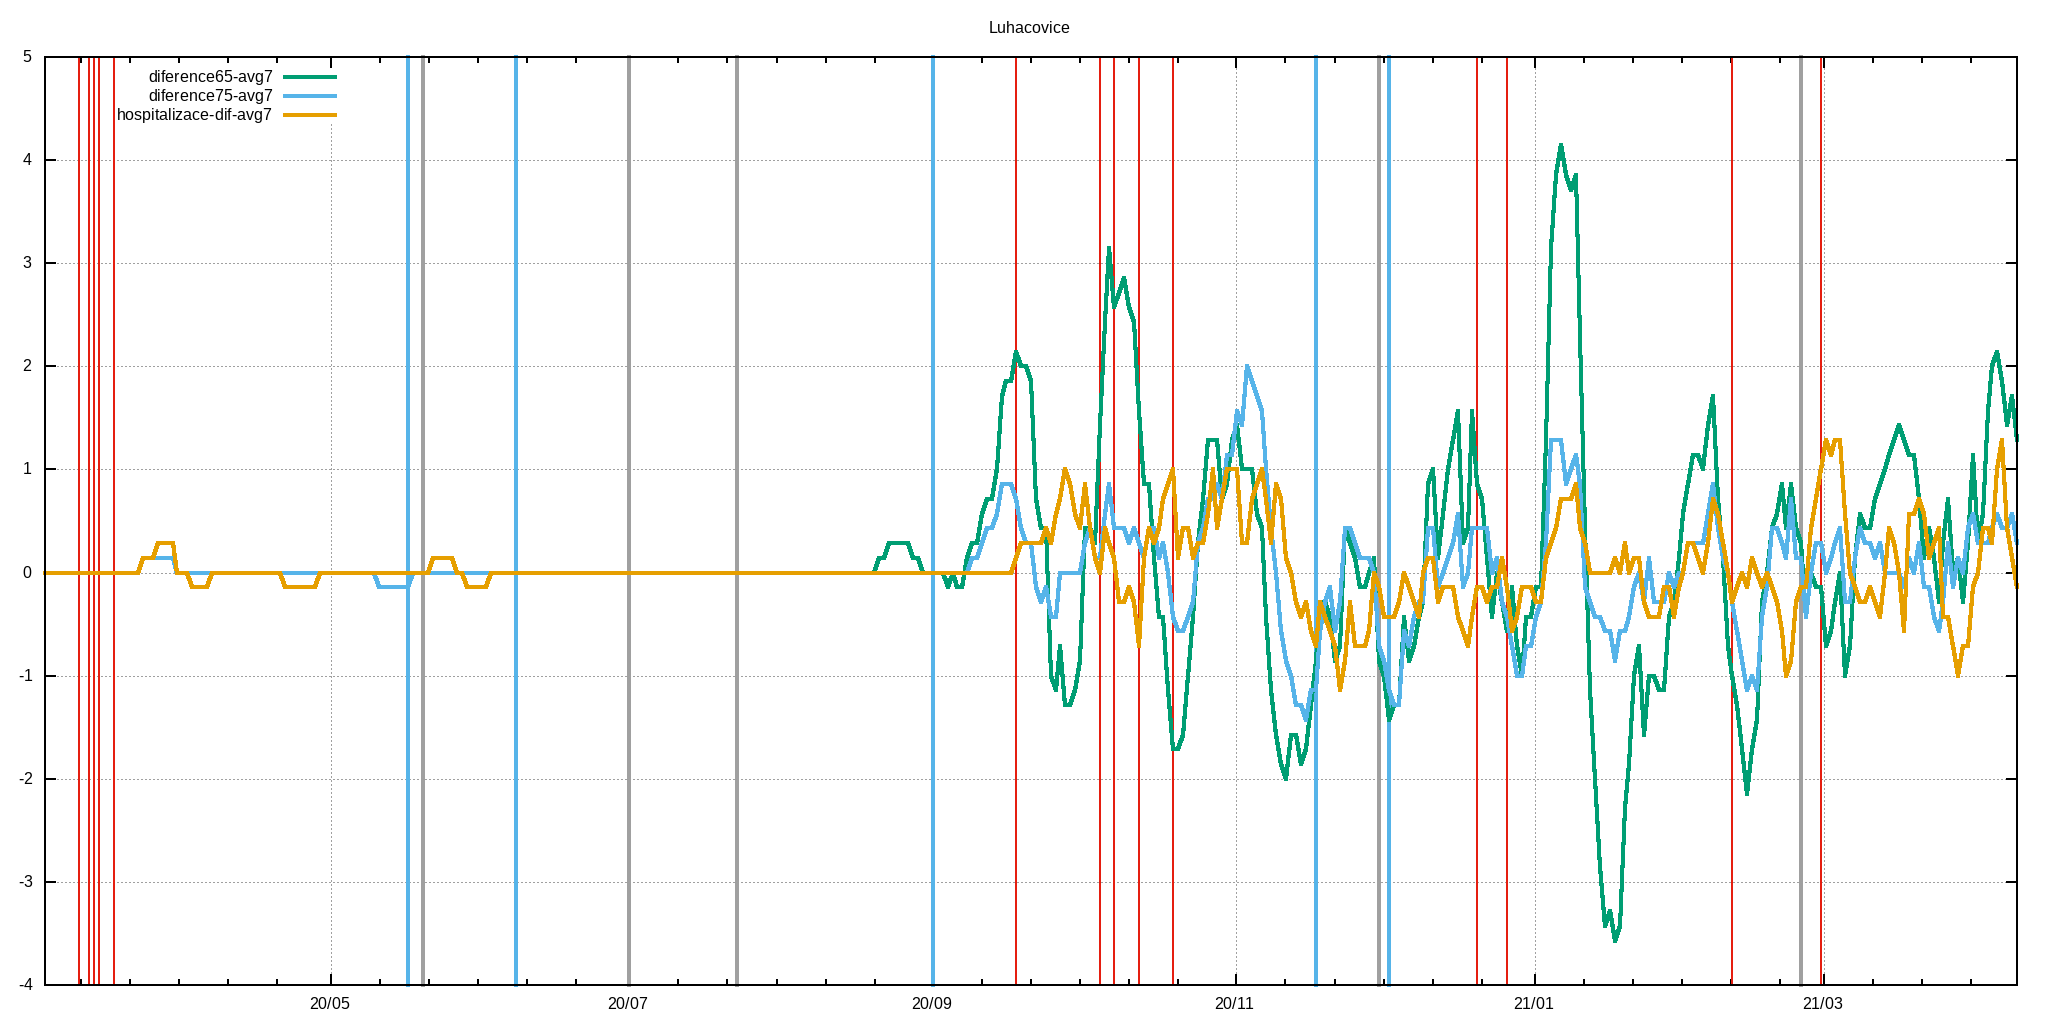 Luhacovice
diference65-avg7
diference75-avg7
hospitalizace-dif-avg7
5
4
3
2
1
0
-1
-2
-3
-4
20/05 20/07 20/09 20/11 21/01 21/03